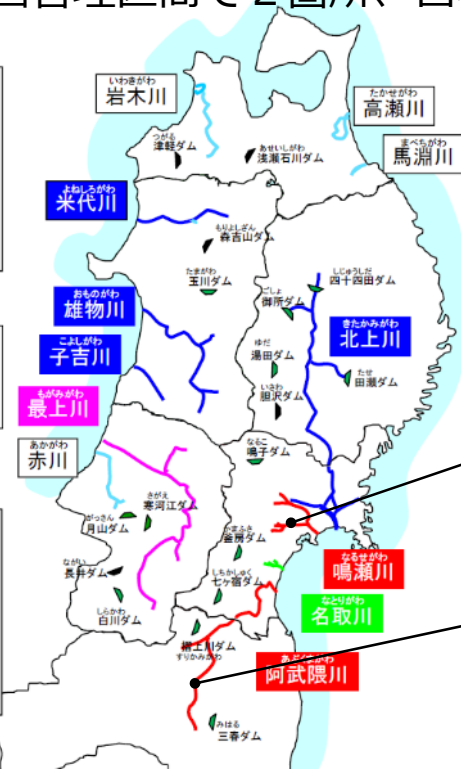 国管理区間で2箇所、
いわきがわ
岩木川
たかせがわ
高瀬川
まべちがわ
馬淵川
つがる
津軽ダム
あせいしがわ
浅瀬石川ダム
よねしろがわ
米代川
もりよしざん
森吉山ダム
たまがわ
玉川ダム
しじゅうしだ
四十四田ダム
ごしょ
御所ダム
おものがわ
雄物川
きたかみがわ
北上川
こよしがわ
子吉川
ゆだ
湯田ダム
たせ
田瀬ダム
いさわ
胆沢ダム
もがみがわ
最上川
あかがわ
赤川
なるこ
鳴子ダム
さがえ
寒河江ダム
がっさん
月山ダム
かまふさ
釜房ダム
ながい
長井ダム
しちかしゅく
七ヶ宿ダム
なるせがわ
鳴瀬川
しらかわ
白川ダム
なとりがわ
名取川
摺上川ダム
すりかみがわ
あぶくまがわ
阿武隈川
みはる
三春ダム